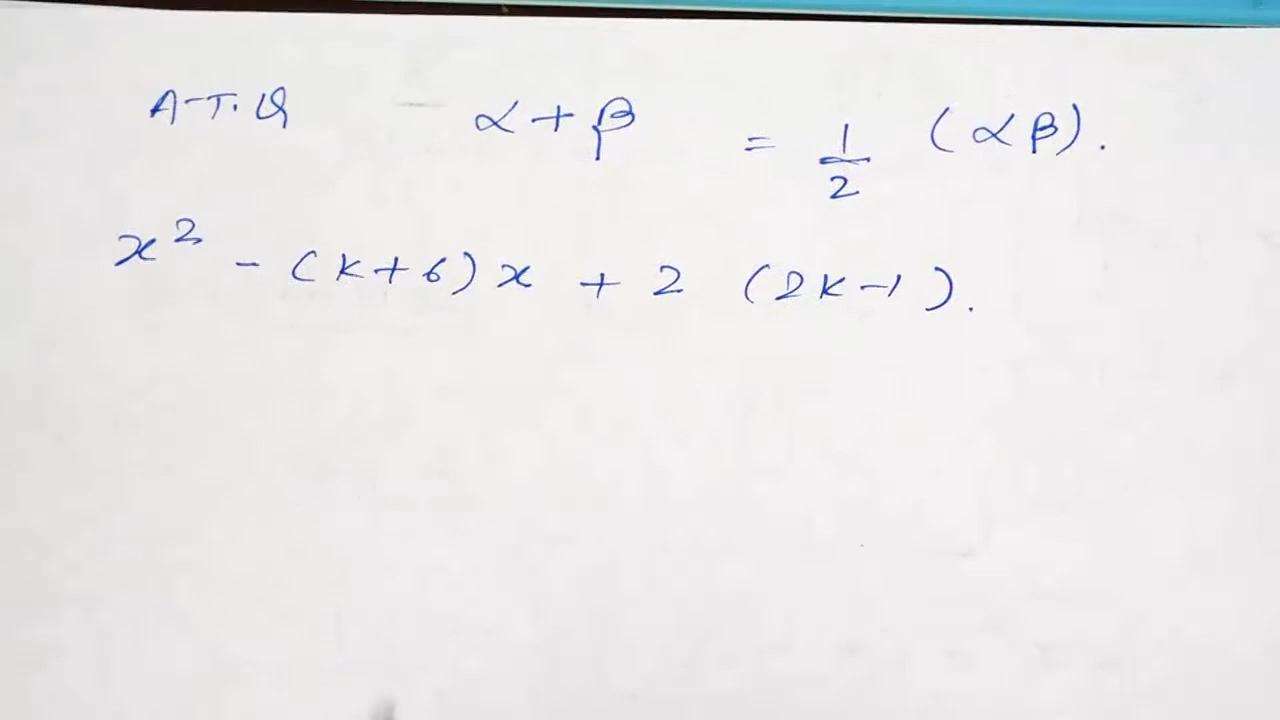 A-T.Q α + β = 1/2 (αβ).
x² - (k+6)x + 2 (2k-1).